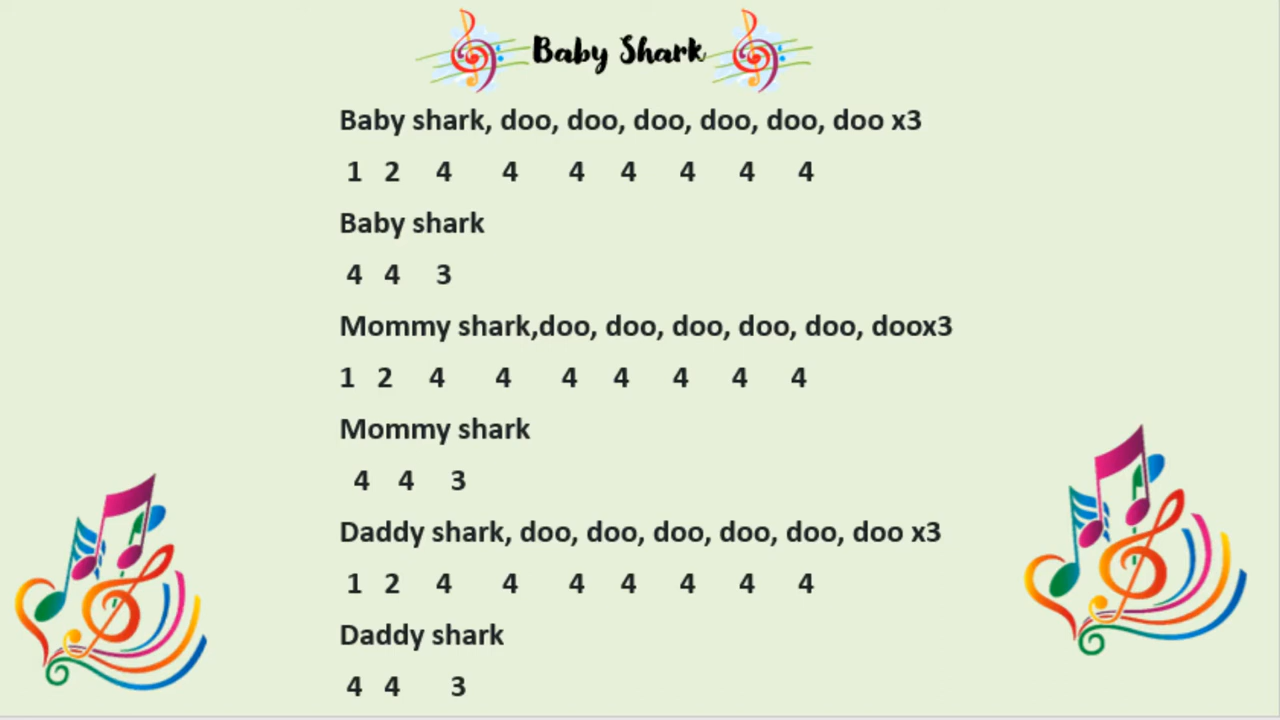 Baby Shark
Baby shark, doo, doo, doo, doo, doo, doo x3
1 2 4 4 4 4 4 4 4
Baby shark
4 4 3
Mommy shark,doo, doo, doo, doo, doo, doox3
1 2 4 4 4 4 4 4 4
Mommy shark
4 4 3
Daddy shark, doo, doo, doo, doo, doo, doo x3
1 2 4 4 4 4 4 4 4
Daddy shark
4 4 3